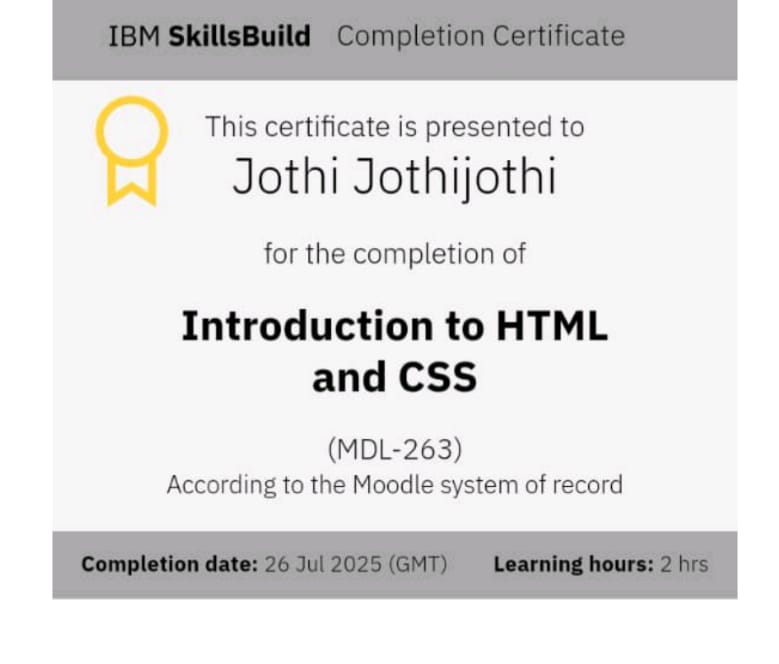 IBM SkillsBuild Completion Certificate
This certificate is presented to
Jothi Jothijothi
for the completion of
Introduction to HTML
and CSS
(MDL-263)
According to the Moodle system of record
Completion date: 26 Jul 2025 (GMT) Learning hours: 2 hrs